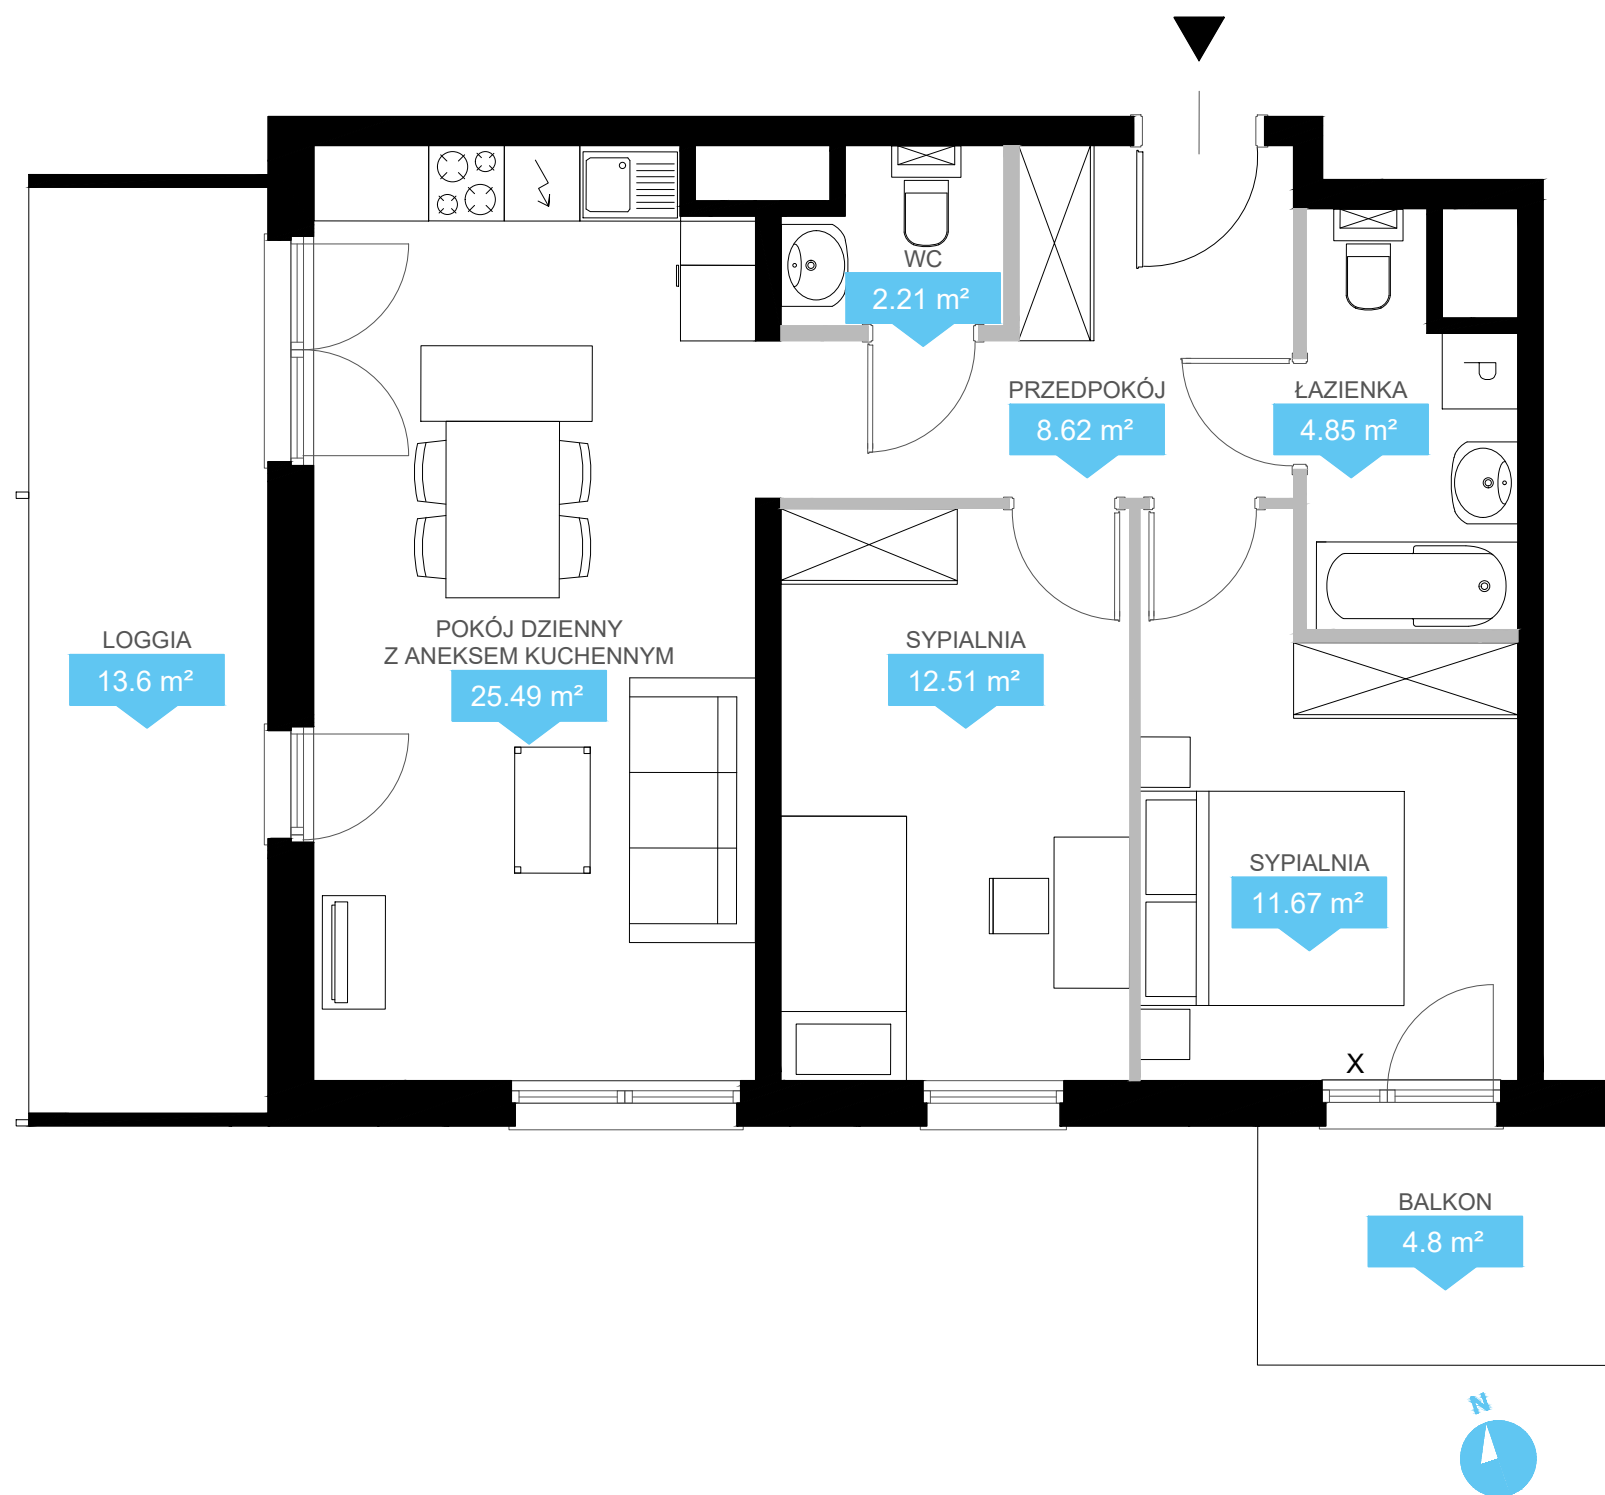 WC
2.21 m²
PRZEDPOKÓJ
8.62 m²
ŁAZIENKA
4.85 m²
P
LOGGIA
13.6 m²
POKÓJ DZIENNY
Z ANEKSEM KUCHENNYM
25.49 m²
SYPIALNIA
12.51 m²
SYPIALNIA
11.67 m²
X
BALKON
4.8 m²
N